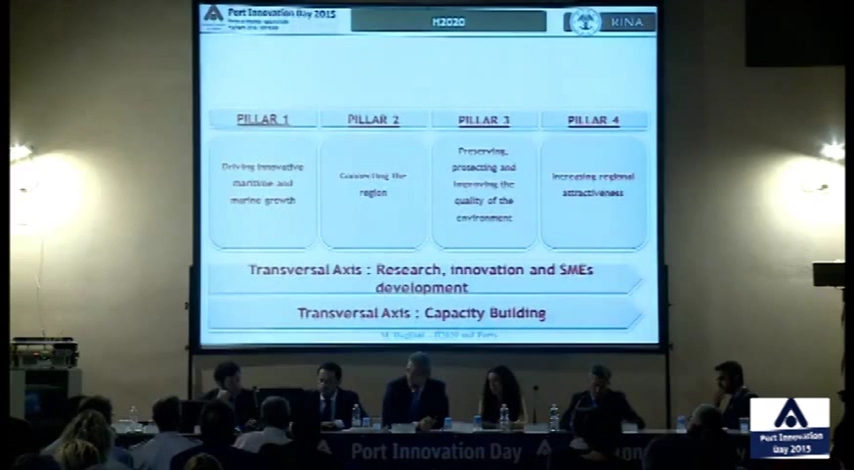 Port Innovation Day 2015
H2020
RINA
PILLAR 1
PILLAR 2
PILLAR 3
PILLAR 4
Driving innovative
maritime and
marine growth
Connecting the
region
Preserving,
protecting and
improving the
quality of the
environment
Increasing regional
attractiveness
Transversal Axis : Research, innovation and SMEs
development
Transversal Axis : Capacity Building
Port Innovation Day
Port Innovation
Day 2015